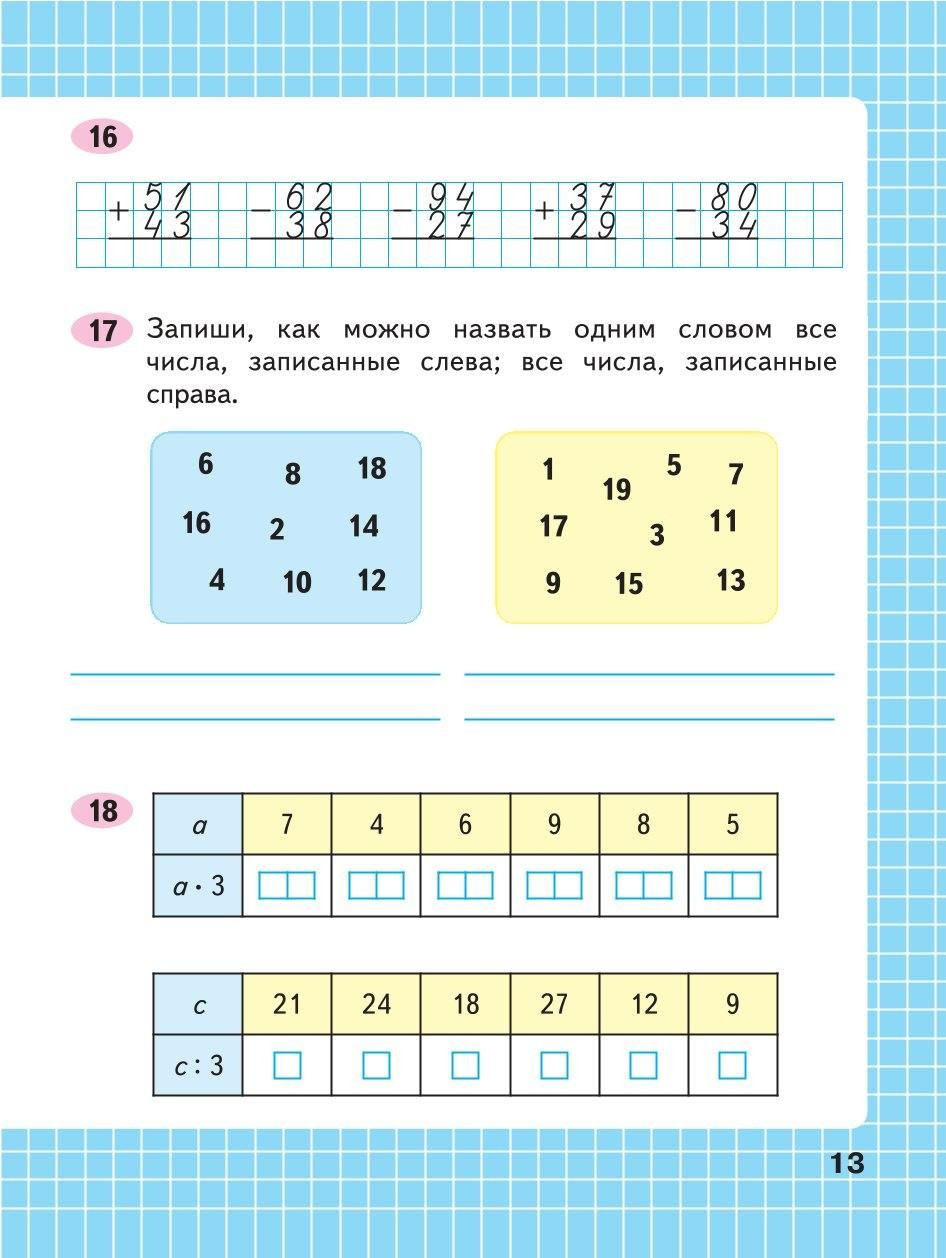 16
+ 51 − 62 − 94 + 37 − 80
43 38 27 29 34
17 Запиши, как можно назвать одним словом все
числа, записанные слева; все числа, записанные
справа.
6 8 18
16 2 14
4 10 12
1 19 5 7
17 3 11
9 15 13
18
a 7 4 6 9 8 5
a · 3
c 21 24 18 27 12 9
c : 3
13